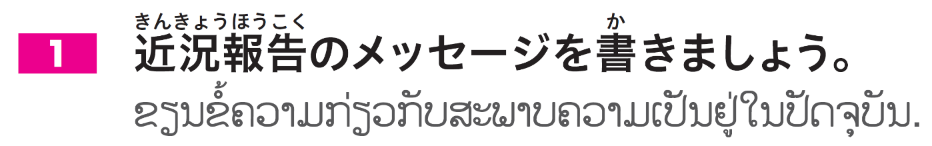 きんきょうほうこく か
1 近況報告のメッセージを書きましょう。
ຂຽນຂໍ້ຄວາມກ່ຽວກັບສະພາບຄວາມເປັນຢູ່ໃນປັດຈຸບັນ.